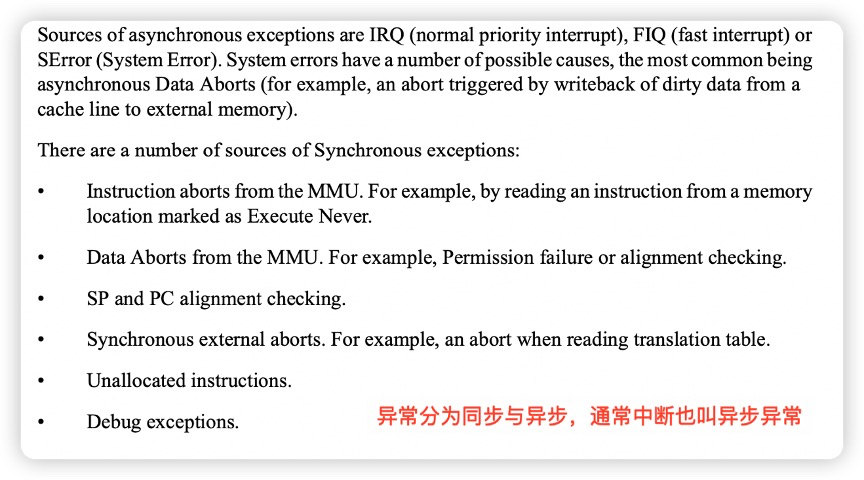 Sources of asynchronous exceptions are IRQ (normal priority interrupt), FIQ (fast interrupt) or
SError (System Error). System errors have a number of possible causes, the most common being
asynchronous Data Aborts (for example, an abort triggered by writeback of dirty data from a
cache line to external memory).
There are a number of sources of Synchronous exceptions:
• Instruction aborts from the MMU. For example, by reading an instruction from a memory
location marked as Execute Never.
• Data Aborts from the MMU. For example, Permission failure or alignment checking.
• SP and PC alignment checking.
• Synchronous external aborts. For example, an abort when reading translation table.
• Unallocated instructions.
• Debug exceptions.
异常分为同步与异步，通常中断也叫异步异常